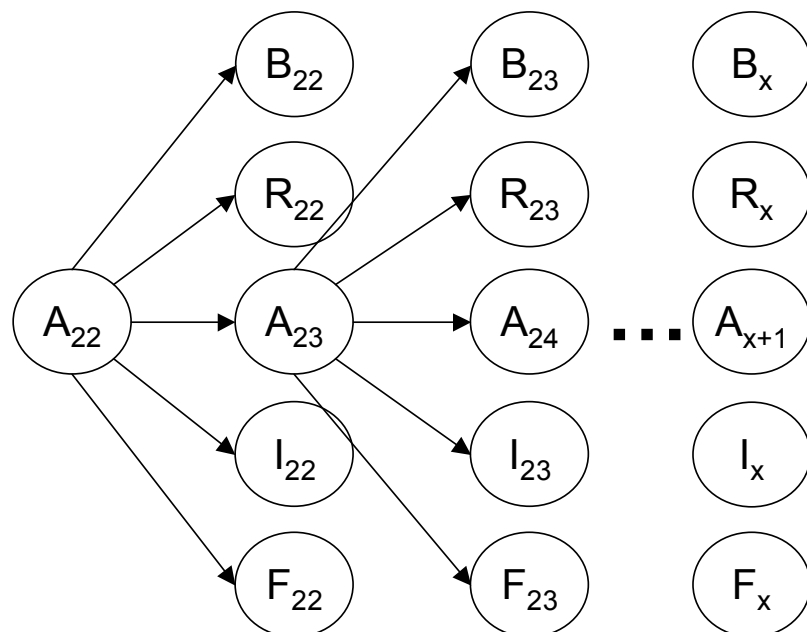 B₂₂ B₂₃ Bₓ
R₂₂ R₂₃ Rₓ
A₂₂ A₂₃ A₂₄ ... Aₓ₊₁
I₂₂ I₂₃ Iₓ
F₂₂ F₂₃ Fₓ